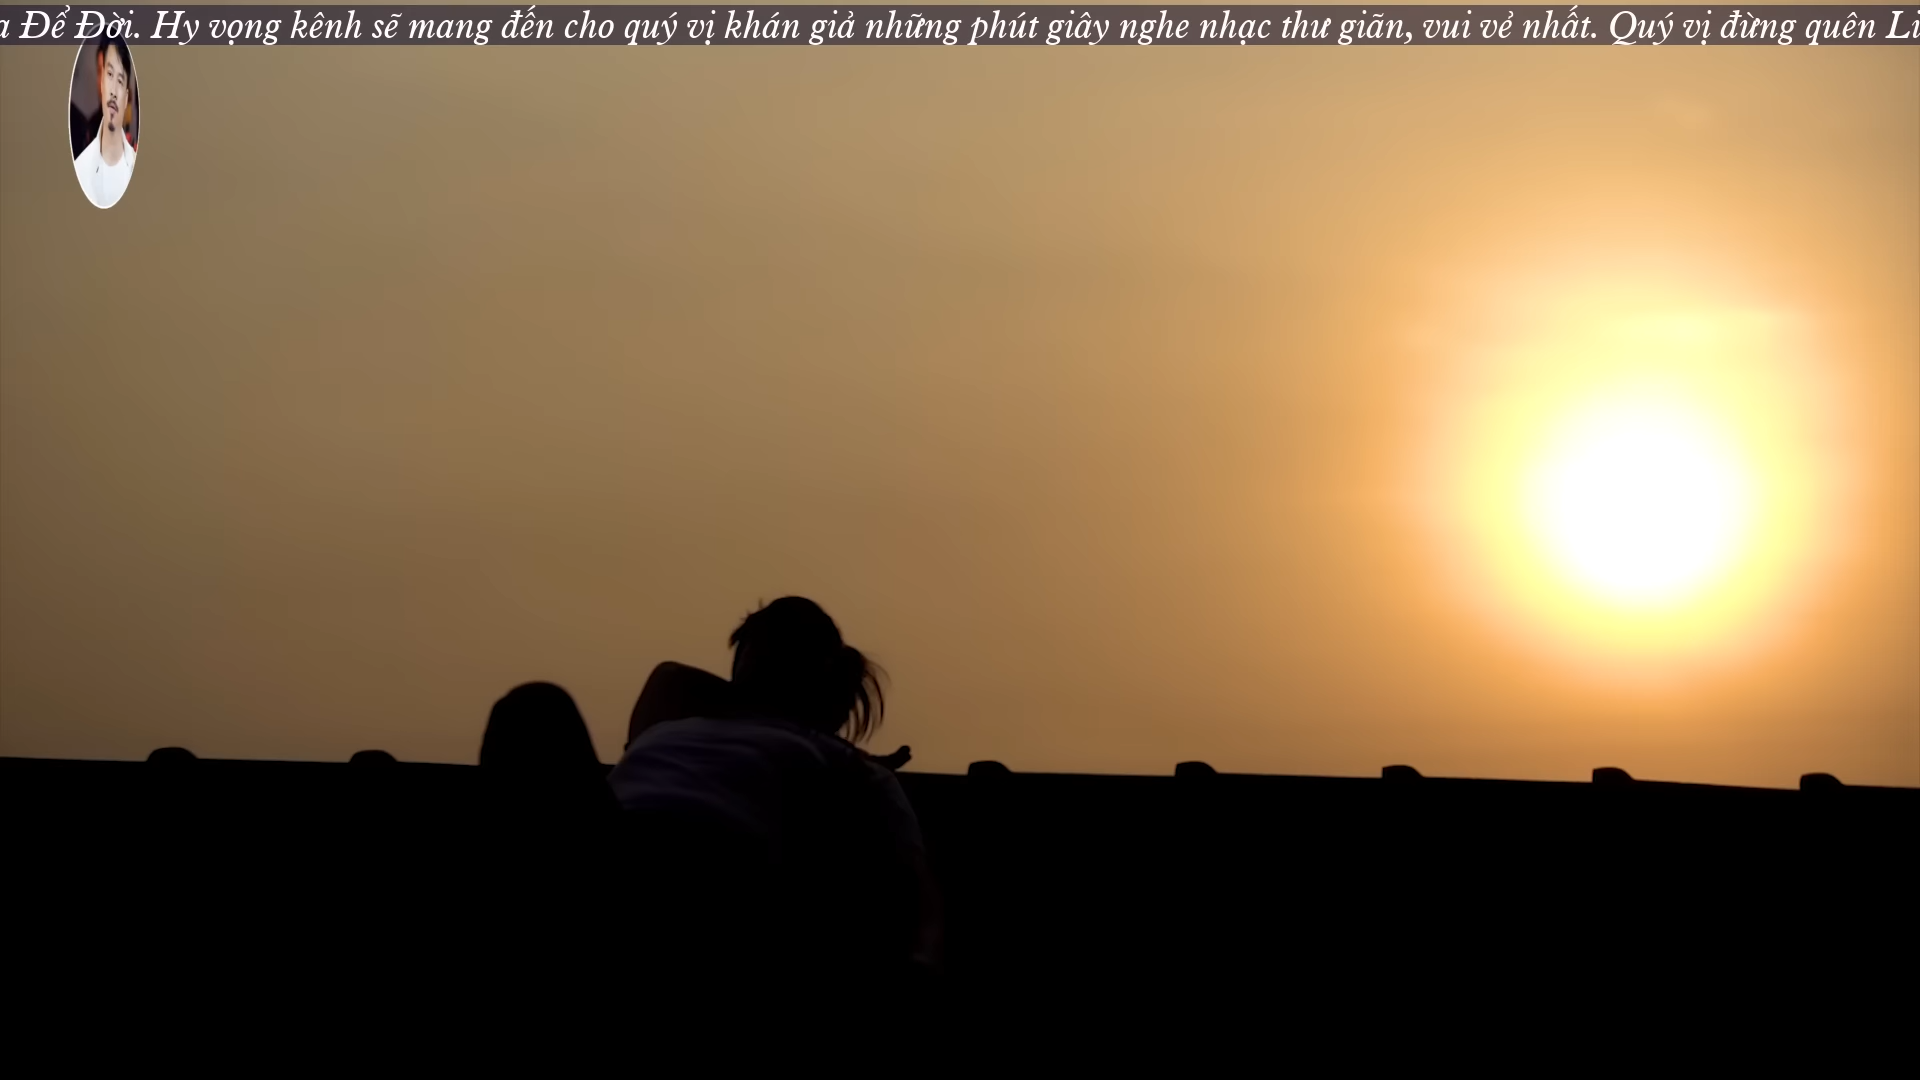 Để Đời. Hy vọng kênh sẽ mang đến cho quý vị khán giả những phút giây nghe nhạc thư giãn, vui vẻ nhất. Quý vị đừng quên